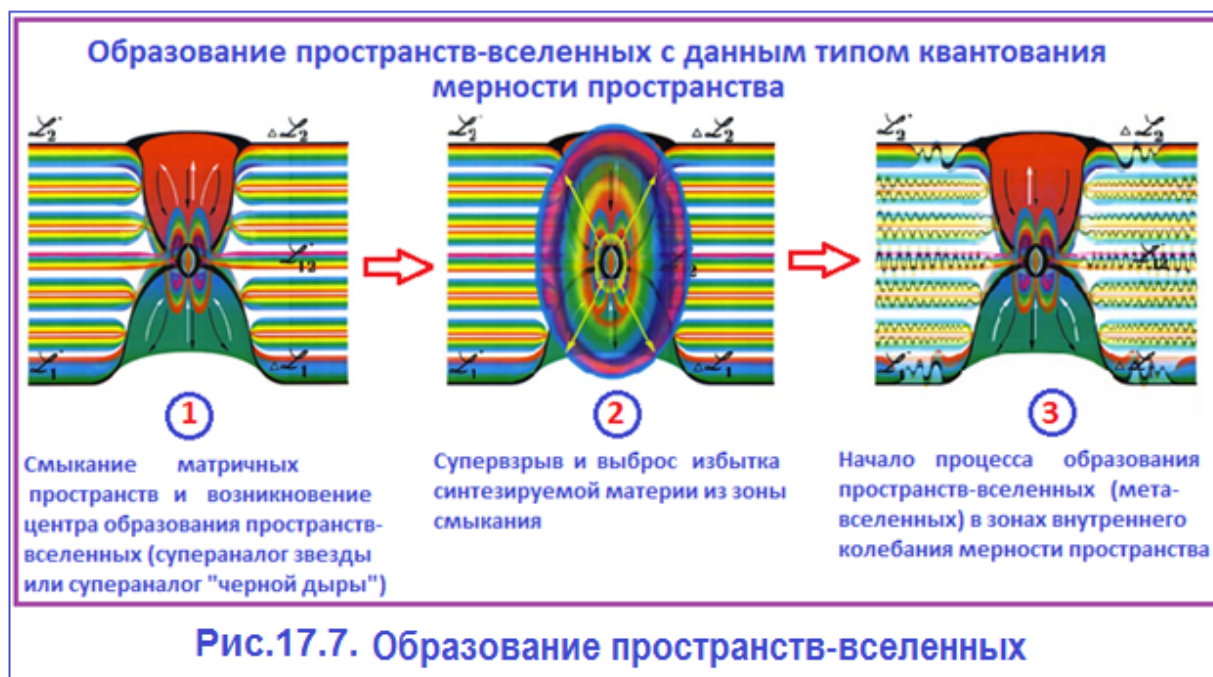 Образование пространств-вселенных с данным типом квантования
мерности пространства
1
2
3
Смыкание матричных
пространств и возникновение
центра образования пространств-
вселенных (супераналог звезды
или супераналог "черной дыры")
Супервзрыв и выброс избытка
синтезируемой материи из зоны
смыкания
Начало процесса образования
пространств-вселенных (мета-
вселенных) в зонах внутреннего
колебания мерности пространства
Рис.17.7. Образование пространств-вселенных